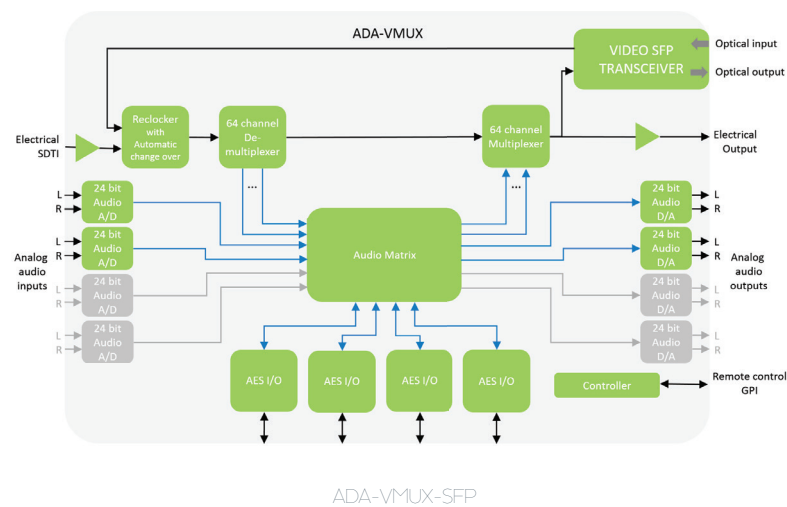 ADA-VMUX
VIDEO SFP
TRANSCEIVER
Optical input
Optical output
Electrical
SDTI
Reclocker
with
Automatic
change over
64 channel
De-
multiplexer
64 channel
Multiplexer
Electrical
Output
...
...
L
R
24 bit
Audio
A/D
L
R
24 bit
Audio
A/D
Analog
audio
inputs
L
R
24 bit
Audio
A/D
L
R
24 bit
Audio
A/D
Audio Matrix
24 bit
Audio
D/A
L
R
24 bit
Audio
D/A
L
R
Analog
audio
outputs
24 bit
Audio
D/A
L
R
24 bit
Audio
D/A
L
R
AES I/O
AES I/O
AES I/O
AES I/O
Controller
Remote control
GPI
ADA-VMUX-SFP